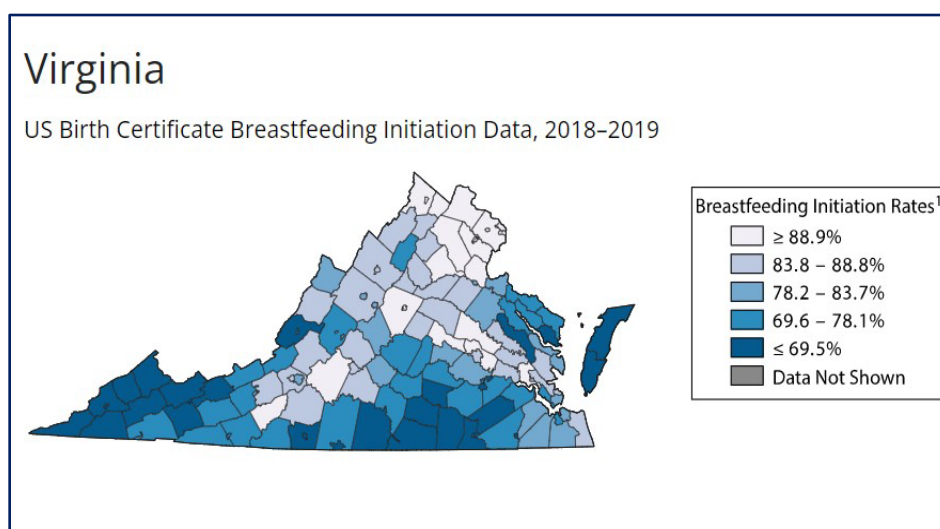 Virginia
US Birth Certificate Breastfeeding Initiation Data, 2018–2019
Breastfeeding Initiation Rates¹
≥ 88.9%
83.8 – 88.8%
78.2 – 83.7%
69.6 – 78.1%
≤ 69.5%
Data Not Shown